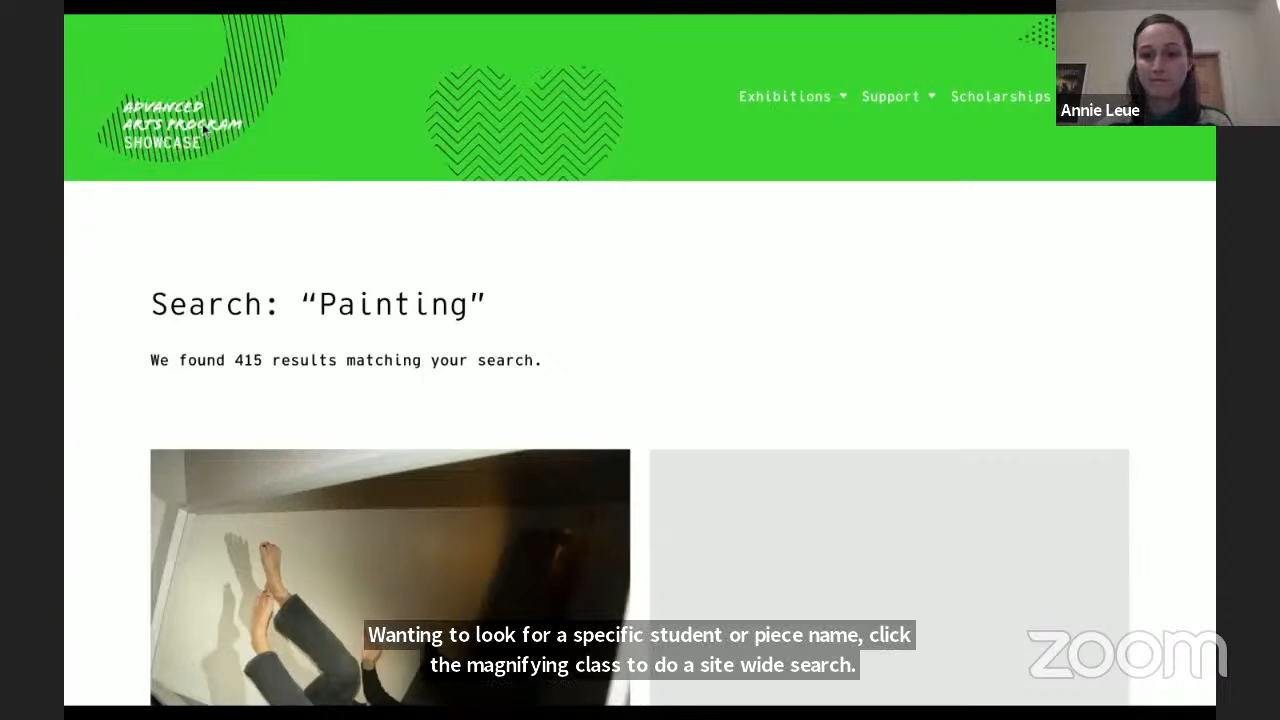 ADVANCED
ARTS PROGRAM
SHOWCASE
Exhibitions
Support
Scholarships
Annie Leue
Search: “Painting”
We found 415 results matching your search.
Wanting to look for a specific student or piece name, click
the magnifying class to do a site wide search.
zoom